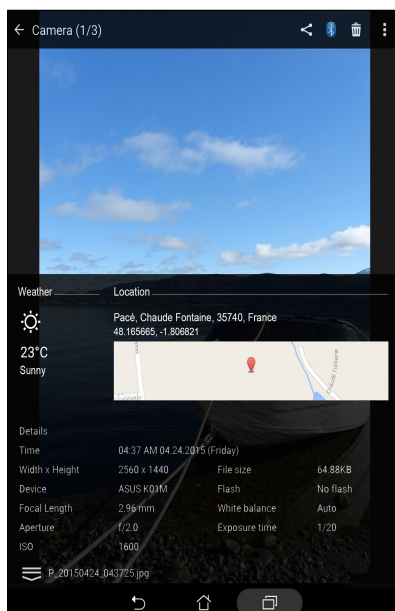 Camera (1/3)
Weather
Location
Pacé, Chaude Fontaine, 35740, France
48.165665, -1.806821
23°C
Sunny
Chaude Fontaine
Google
Details
Time 04:37 AM 04.24.2015 (Friday)
Width x Height 2560 x 1440 File size 64.88KB
Device ASUS K01M Flash No flash
Focal Length 2.96 mm White balance Auto
Aperture f/2.0 Exposure time 1/20
ISO 1600
P_20150424_043725.jpg